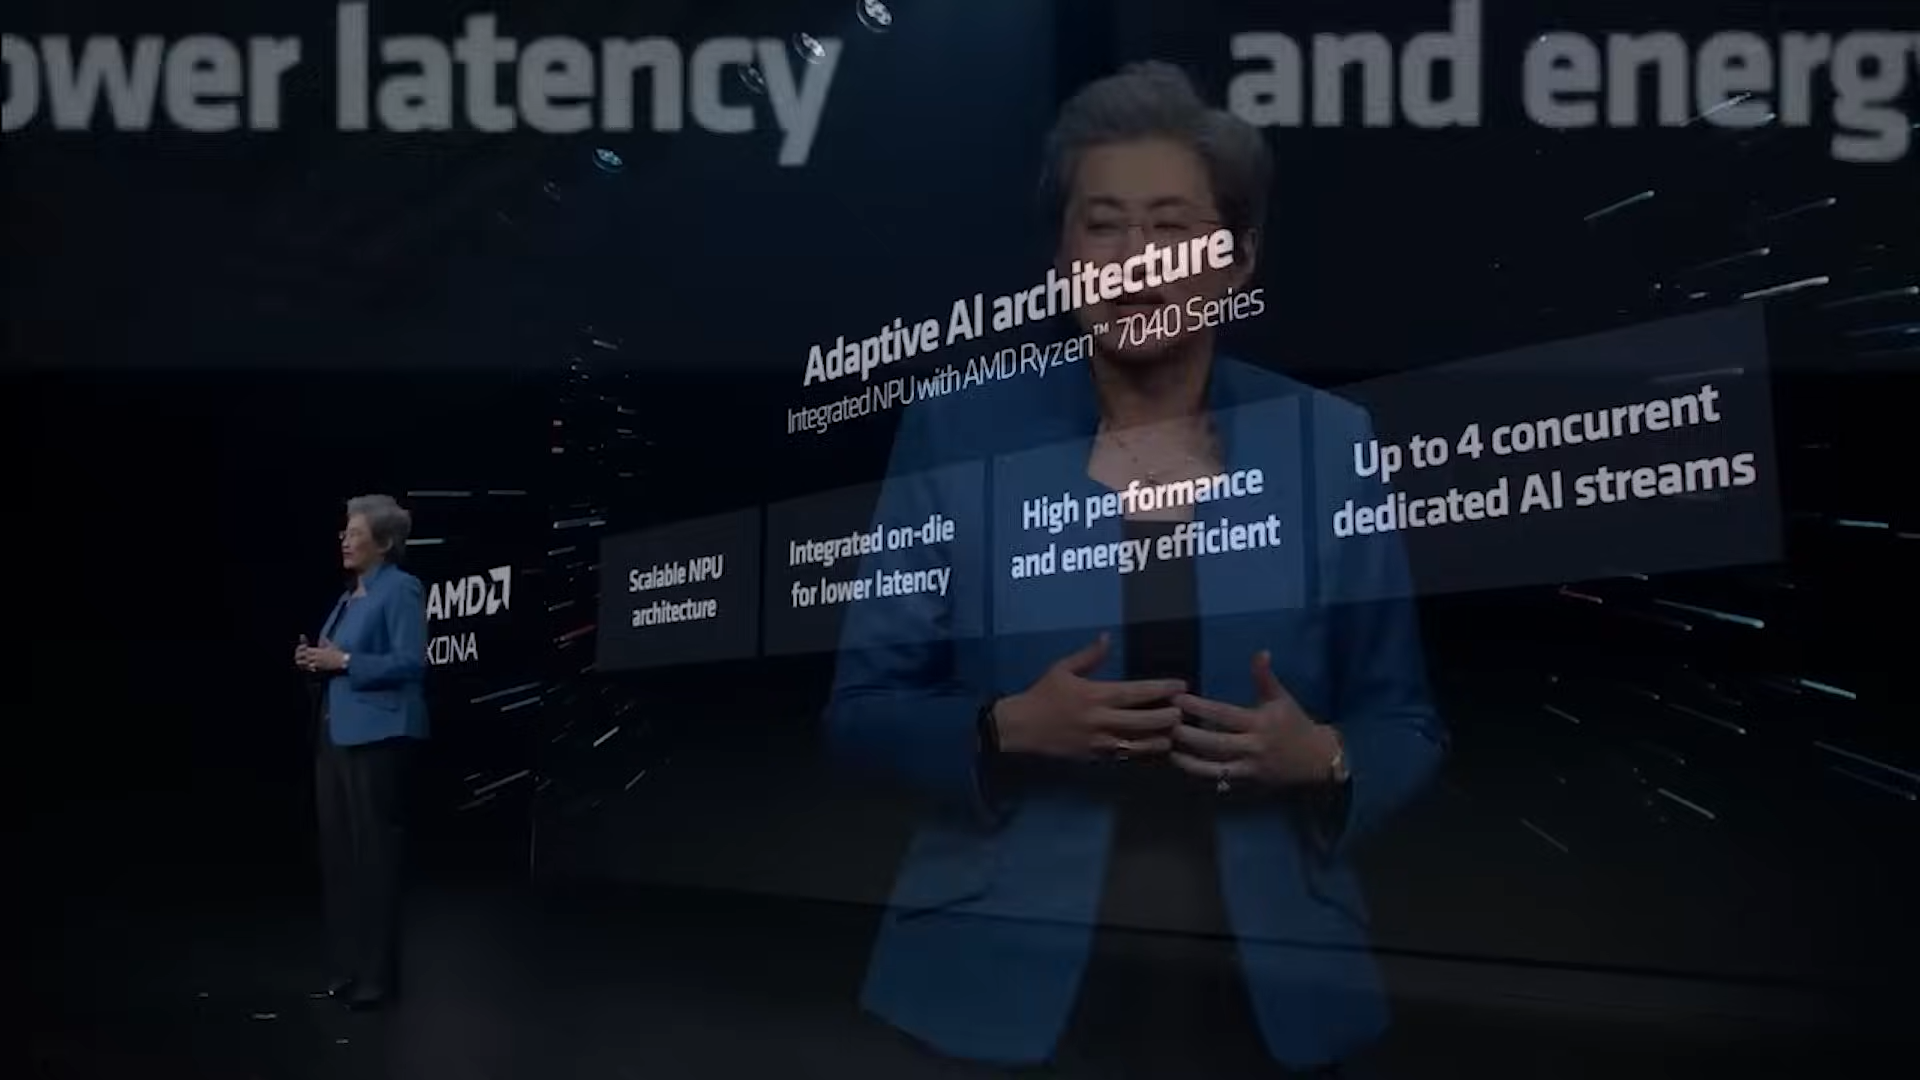 ower latency
and energy
Adaptive AI architecture
Integrated NPU with AMD Ryzen™ 7040 Series
Scalable NPU
architecture
Integrated on-die
for lower latency
High performance
and energy efficient
Up to 4 concurrent
dedicated AI streams
AMD
XDNA